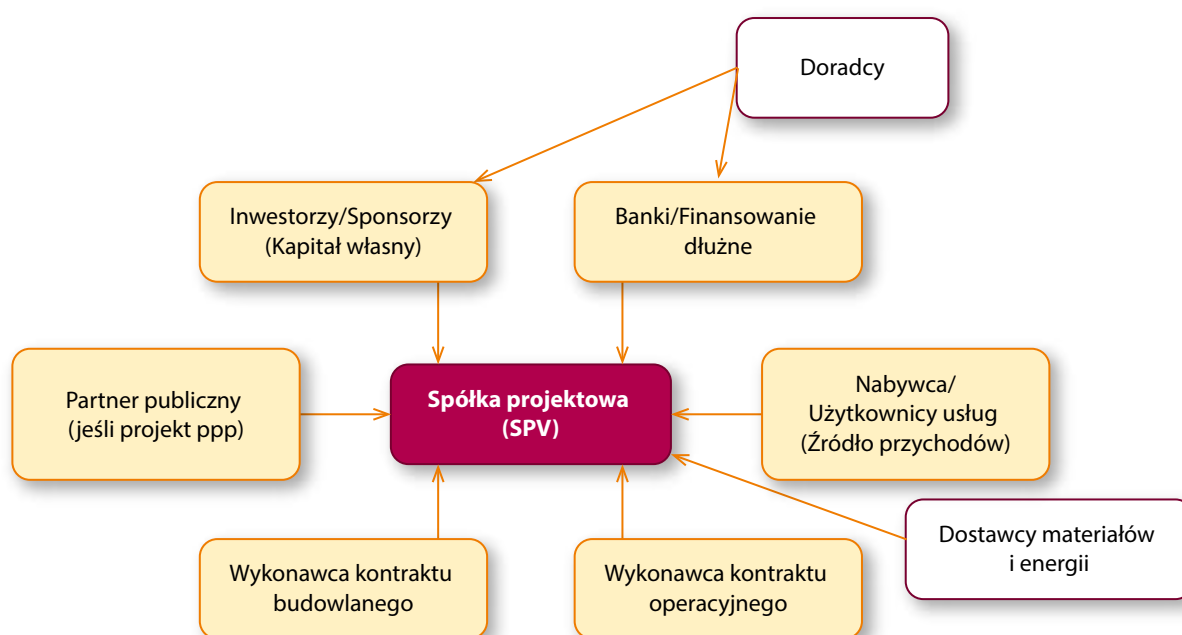 Doradcy
Inwestorzy/Sponsorzy
(Kapitał własny)
Banki/Finansowanie
dłużne
Partner publiczny
(jeśli projekt ppp)
Spółka projektowa
(SPV)
Nabywca/
Użytkownicy usług
(Źródło przychodów)
Dostawcy materiałów
i energii
Wykonawca kontraktu
budowlanego
Wykonawca kontraktu
operacyjnego